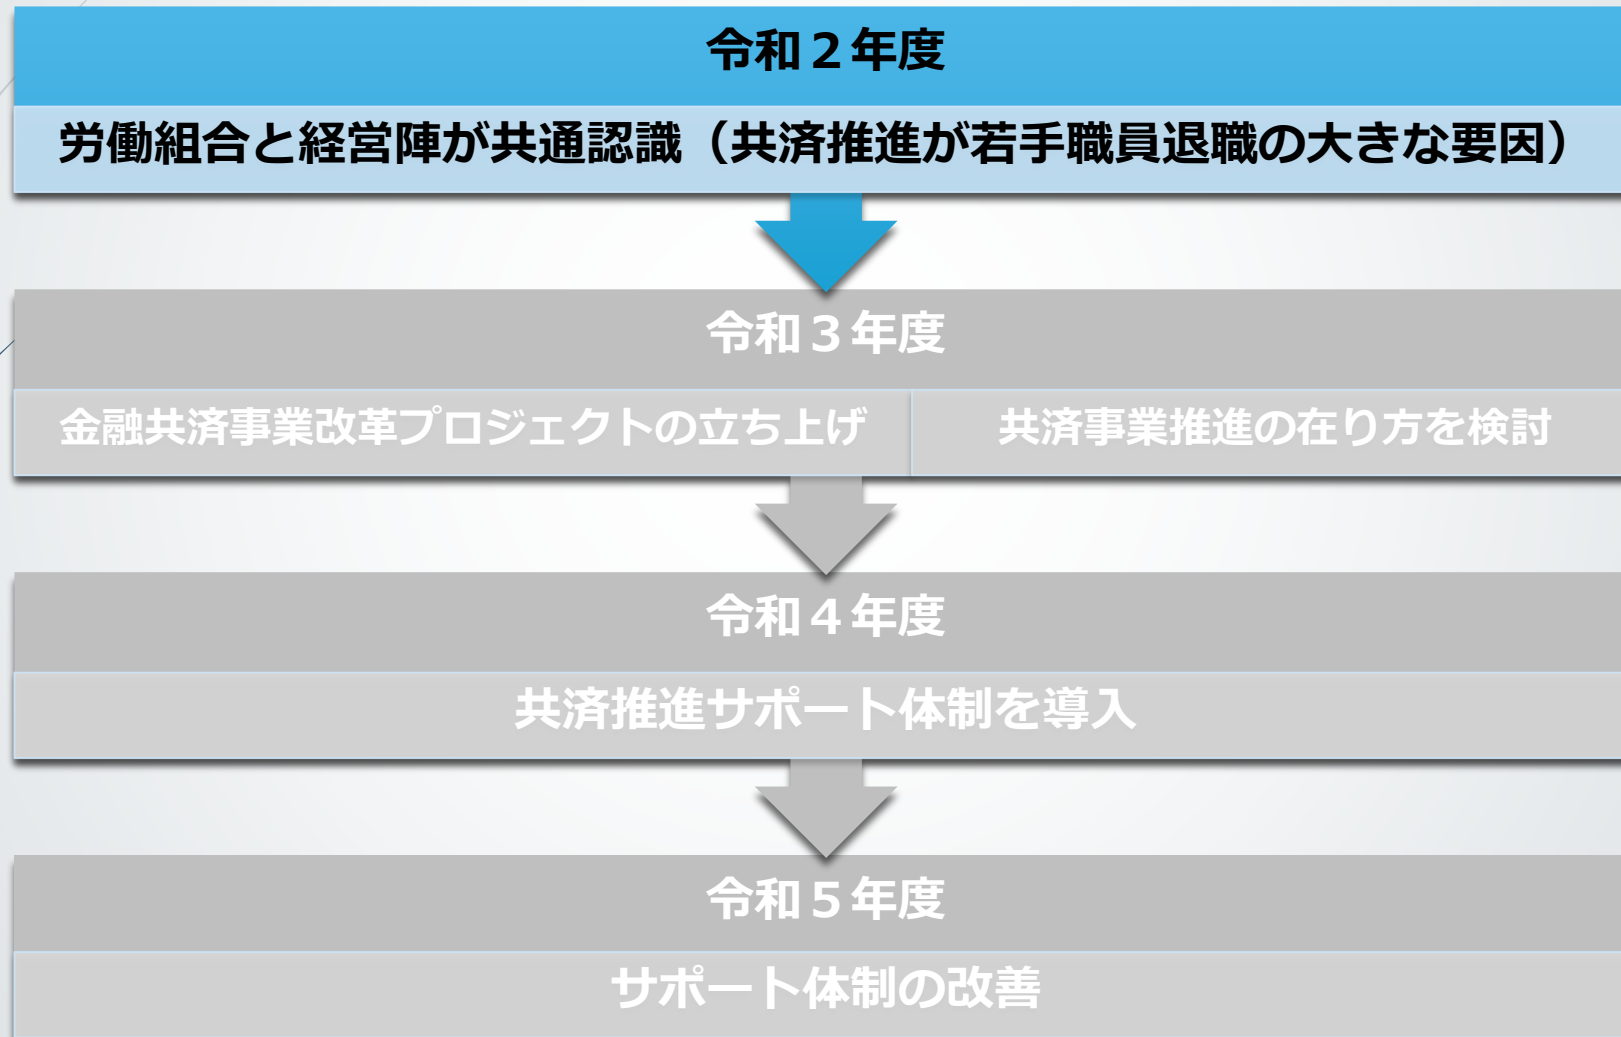 令和２年度
労働組合と経営陣が共通認識（共済推進が若手職員退職の大きな要因）
令和３年度
金融共済事業改革プロジェクトの立ち上げ
共済事業推進の在り方を検討
令和４年度
共済推進サポート体制を導入
令和５年度
サポート体制の改善